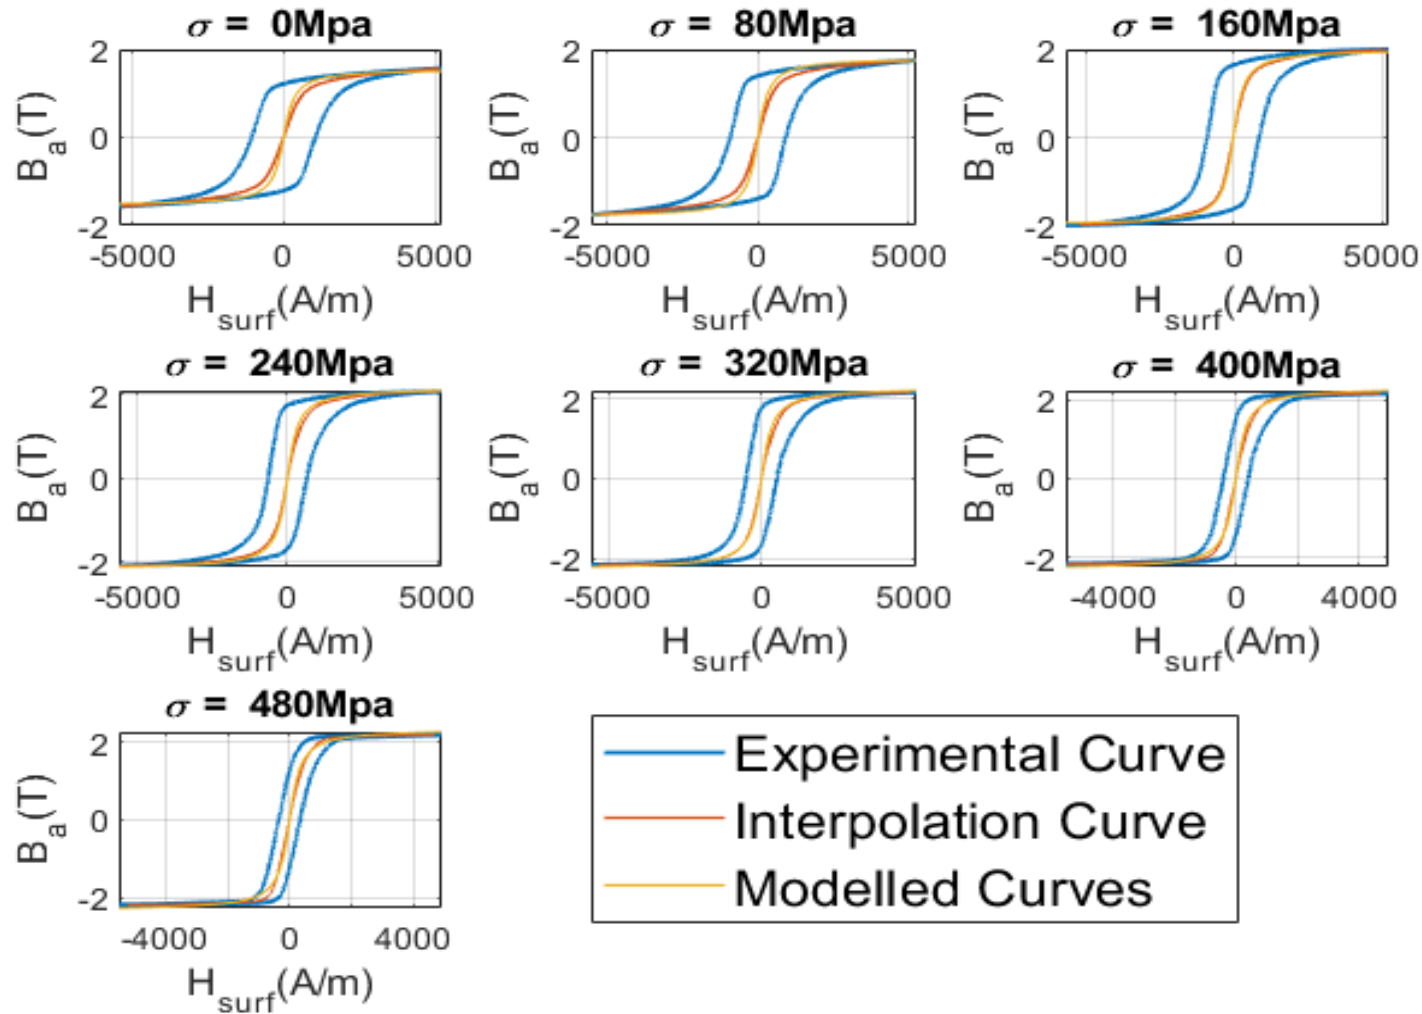 σ = 0Mpa
2
0
-2
B_a(T)
-5000 0 5000
H_surf(A/m)
σ = 80Mpa
2
0
-2
B_a(T)
-5000 0 5000
H_surf(A/m)
σ = 160Mpa
2
0
-2
B_a(T)
-5000 0 5000
H_surf(A/m)
σ = 240Mpa
2
0
-2
B_a(T)
-5000 0 5000
H_surf(A/m)
σ = 320Mpa
2
0
-2
B_a(T)
-5000 0 5000
H_surf(A/m)
σ = 400Mpa
2
0
-2
B_a(T)
-4000 0 4000
H_surf(A/m)
σ = 480Mpa
2
0
-2
B_a(T)
-4000 0 4000
H_surf(A/m)
Experimental Curve
Interpolation Curve
Modelled Curves